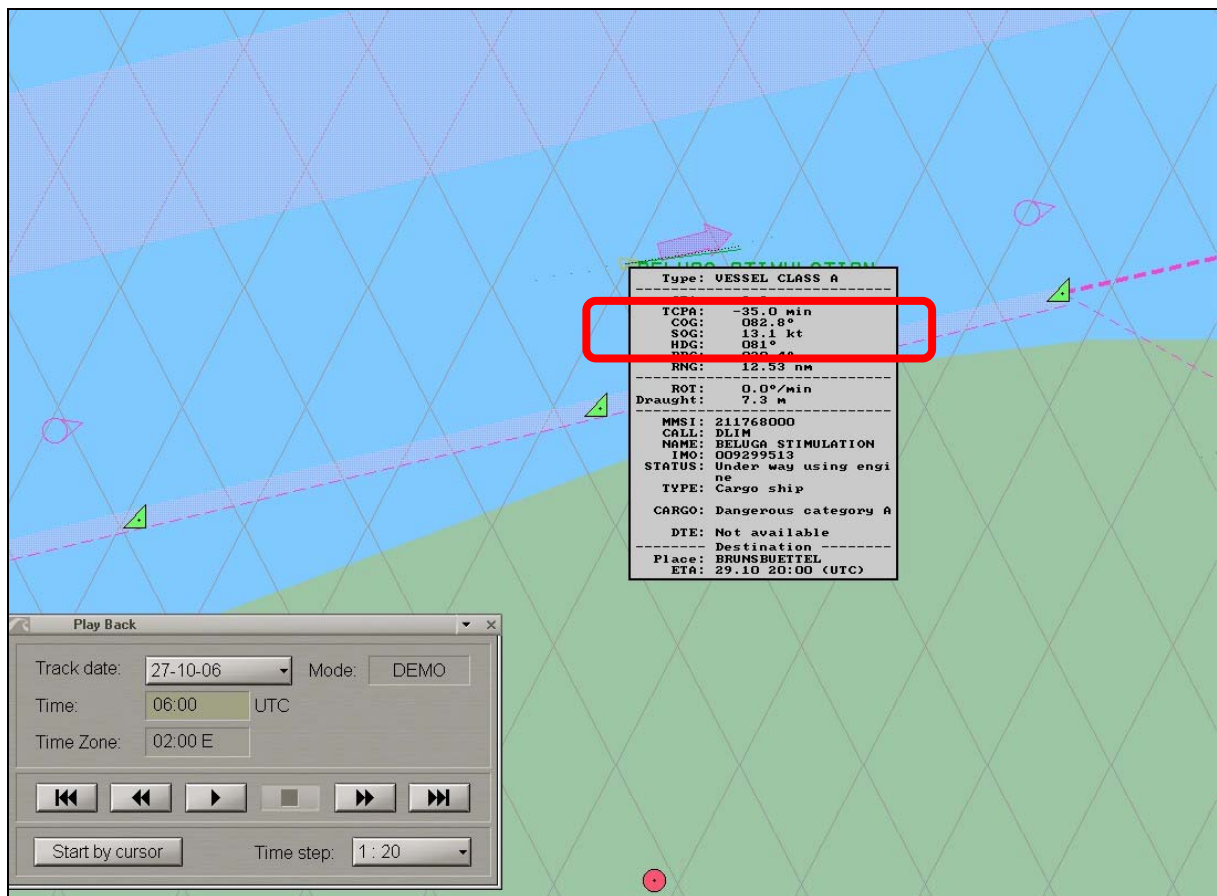 BELUGA STIMULATION
Type: VESSEL CLASS A
TCPA: -35.0 min
COG: 082.8°
SOG: 13.1 kt
HDG: 081°
RNG: 12.53 nm
ROT: 0.0°/min
Draught: 7.3 m
MMSI: 211768000
CALL: DLIM
NAME: BELUGA STIMULATION
IMO: 009299513
STATUS: Under way using engi
ne
TYPE: Cargo ship
CARGO: Dangerous category A
DTE: Not available
-------- Destination --------
Place: BRUNSBUETTEL
ETA: 29.10 20:00 (UTC)
Play Back
Track date: 27-10-06 Mode: DEMO
Time: 06:00 UTC
Time Zone: 02:00 E
Start by cursor Time step: 1 : 20